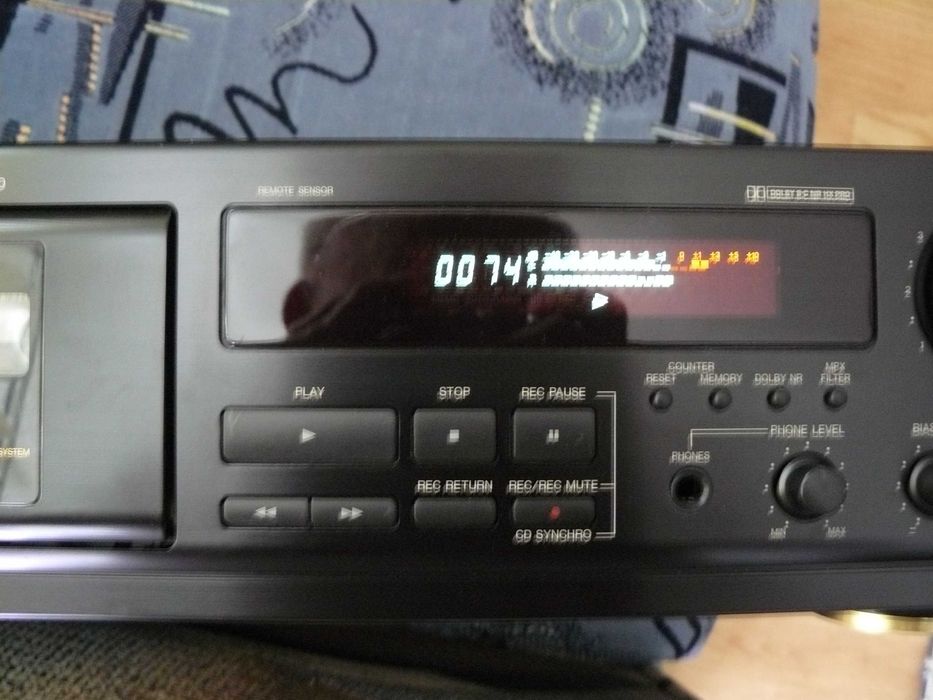 REMOTE SENSOR
DOLBY B-C NR HX PRO
0074
COUNTER
RESET
MEMORY
DOLBY NR
MPX
FILTER
PLAY
STOP
REC PAUSE
PHONE LEVEL
PHONES
BIAS
SYSTEM
REC RETURN
REC/REC MUTE
CD SYNCHRO
MIN
MAX